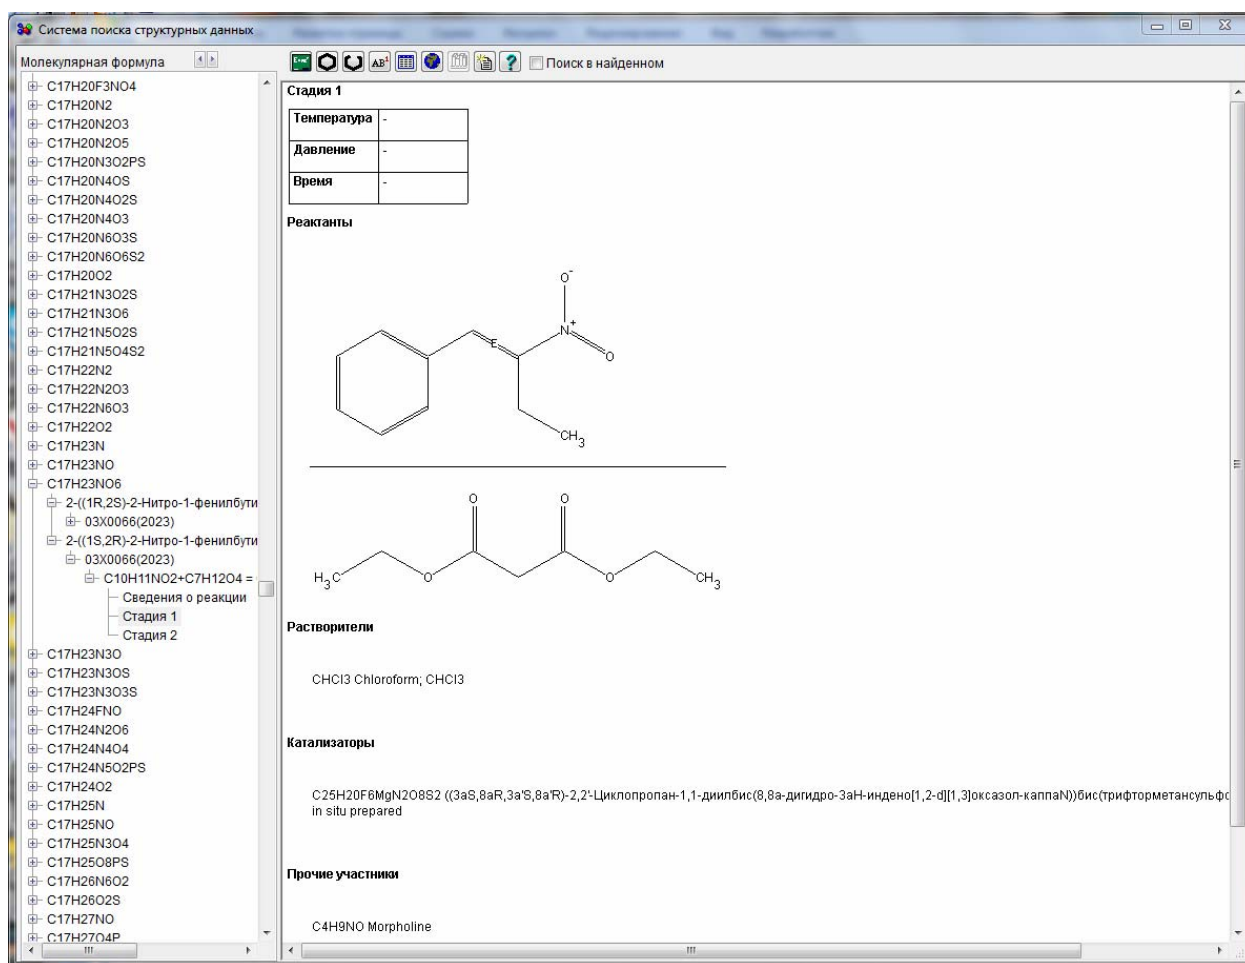 Система поиска структурных данных
Молекулярная формула
Поиск в найденном
C17H20F3NO4
C17H20N2
C17H20N2O3
C17H20N2O5
C17H20N3O2PS
C17H20N4OS
C17H20N4O2S
C17H20N4O3
C17H20N6O3S
C17H20N6O6S2
C17H20O2
C17H21N3O2S
C17H21N3O6
C17H21N5O2S
C17H21N5O4S2
C17H22N2
C17H22N2O3
C17H22N6O3
C17H22O2
C17H23N
C17H23NO
C17H23NO6
2-((1R,2S)-2-Нитро-1-фенилбути
03X0066(2023)
2-((1S,2R)-2-Нитро-1-фенилбути
03X0066(2023)
C10H11NO2+C7H12O4 =
Сведения о реакции
Стадия 1
Стадия 2
C17H23N3O
C17H23N3OS
C17H23N3O3S
C17H24FNO
C17H24N2O6
C17H24N4O4
C17H24N5O2PS
C17H24O2
C17H25N
C17H25NO
C17H25N3O4
C17H25O8PS
C17H26N6O2
C17H26O2S
C17H27NO
C17H27O4P
Стадия 1
Температура -
Давление -
Время -
Реактанты
O-
N+
E
O
CH3
O O
H3C O O CH3
Растворители
CHCl3 Chloroform; CHCl3
Катализаторы
C25H20F6MgN2O8S2 ((3aS,8aR,3a'S,8a'R)-2,2'-Циклопропан-1,1-диилбис(8,8a-дигидро-3aH-индено[1,2-d][1,3]оксазол-каппаN))бис(трифторметансульфо
in situ prepared
Прочие участники
C4H9NO Morpholine